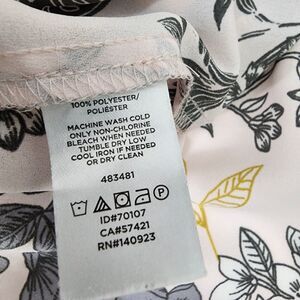 100% POLYESTER/
POLIÉSTER
MACHINE WASH COLD
ONLY NON-CHLORINE
BLEACH WHEN NEEDED
TUMBLE DRY LOW
COOL IRON IF NEEDED
OR DRY CLEAN
483481
ID#70107
CA#57421
RN#140923